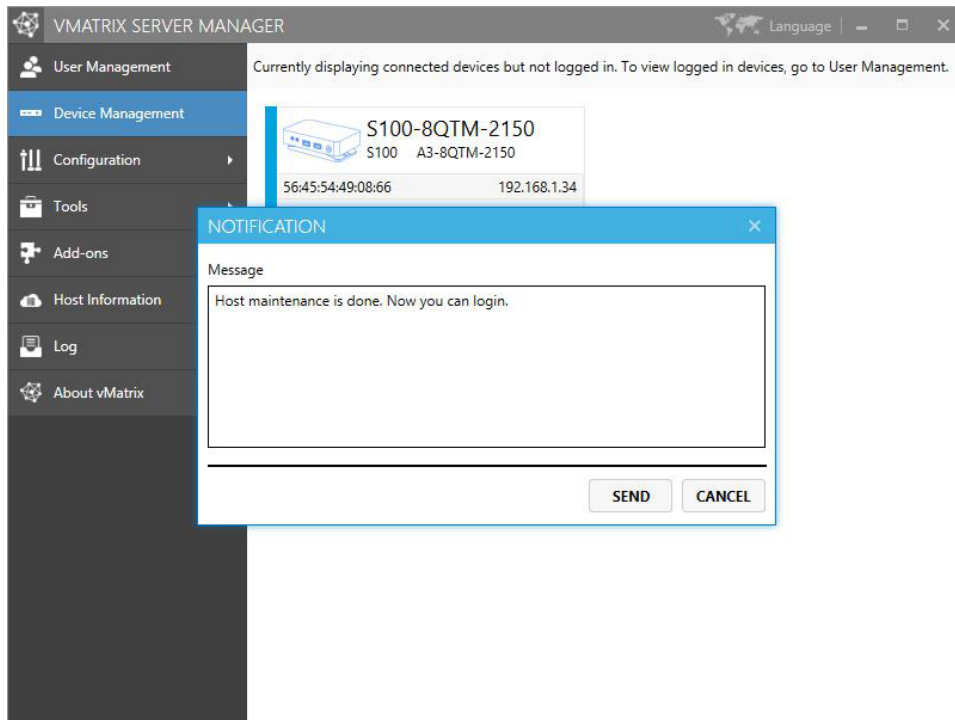 VMATRIX SERVER MANAGER
Language
User Management
Device Management
Configuration
Tools
Add-ons
Host Information
Log
About vMatrix
Currently displaying connected devices but not logged in. To view logged in devices, go to User Management.
S100-8QTM-2150
S100 A3-8QTM-2150
56:45:54:49:08:66 192.168.1.34
NOTIFICATION
Message
Host maintenance is done. Now you can login.
SEND CANCEL